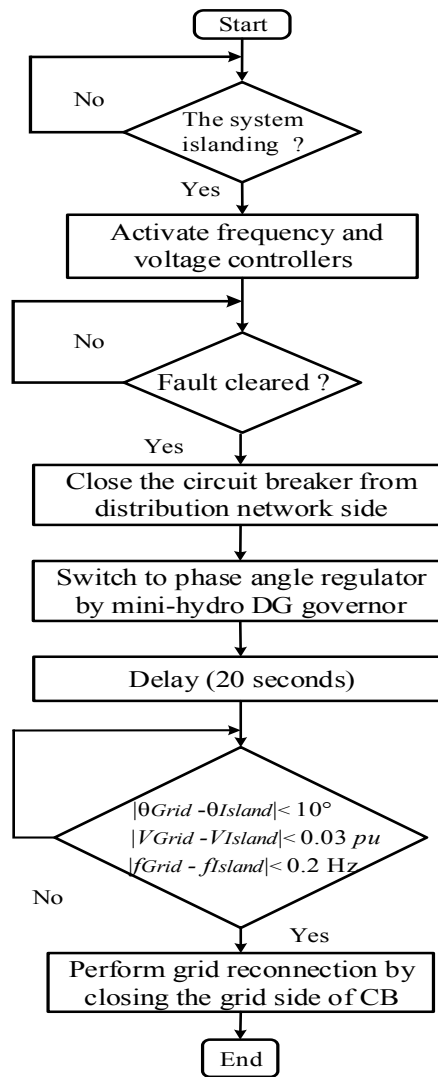 Start
No
The system
islanding ?
Yes
Activate frequency and
voltage controllers
No
Fault cleared ?
Yes
Close the circuit breaker from
distribution network side
Switch to phase angle regulator
by mini-hydro DG governor
Delay (20 seconds)
|θGrid -θIsland|< 10°
|VGrid - VIsland|< 0.03 pu
|fGrid - fIsland|< 0.2 Hz
No
Yes
Perform grid reconnection by
closing the grid side of CB
End